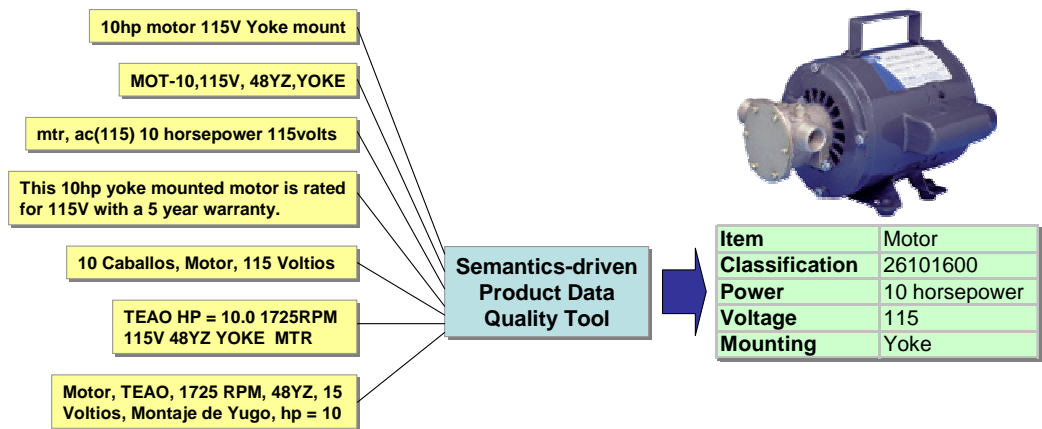 10hp motor 115V Yoke mount
MOT-10,115V, 48YZ,YOKE
mtr, ac(115) 10 horsepower 115volts
This 10hp yoke mounted motor is rated
for 115V with a 5 year warranty.
10 Caballos, Motor, 115 Voltios
TEAO HP = 10.0 1725RPM
115V 48YZ YOKE MTR
Motor, TEAO, 1725 RPM, 48YZ, 15
Voltios, Montaje de Yugo, hp = 10
Semantics-driven
Product Data
Quality Tool
Item Motor
Classification 26101600
Power 10 horsepower
Voltage 115
Mounting Yoke